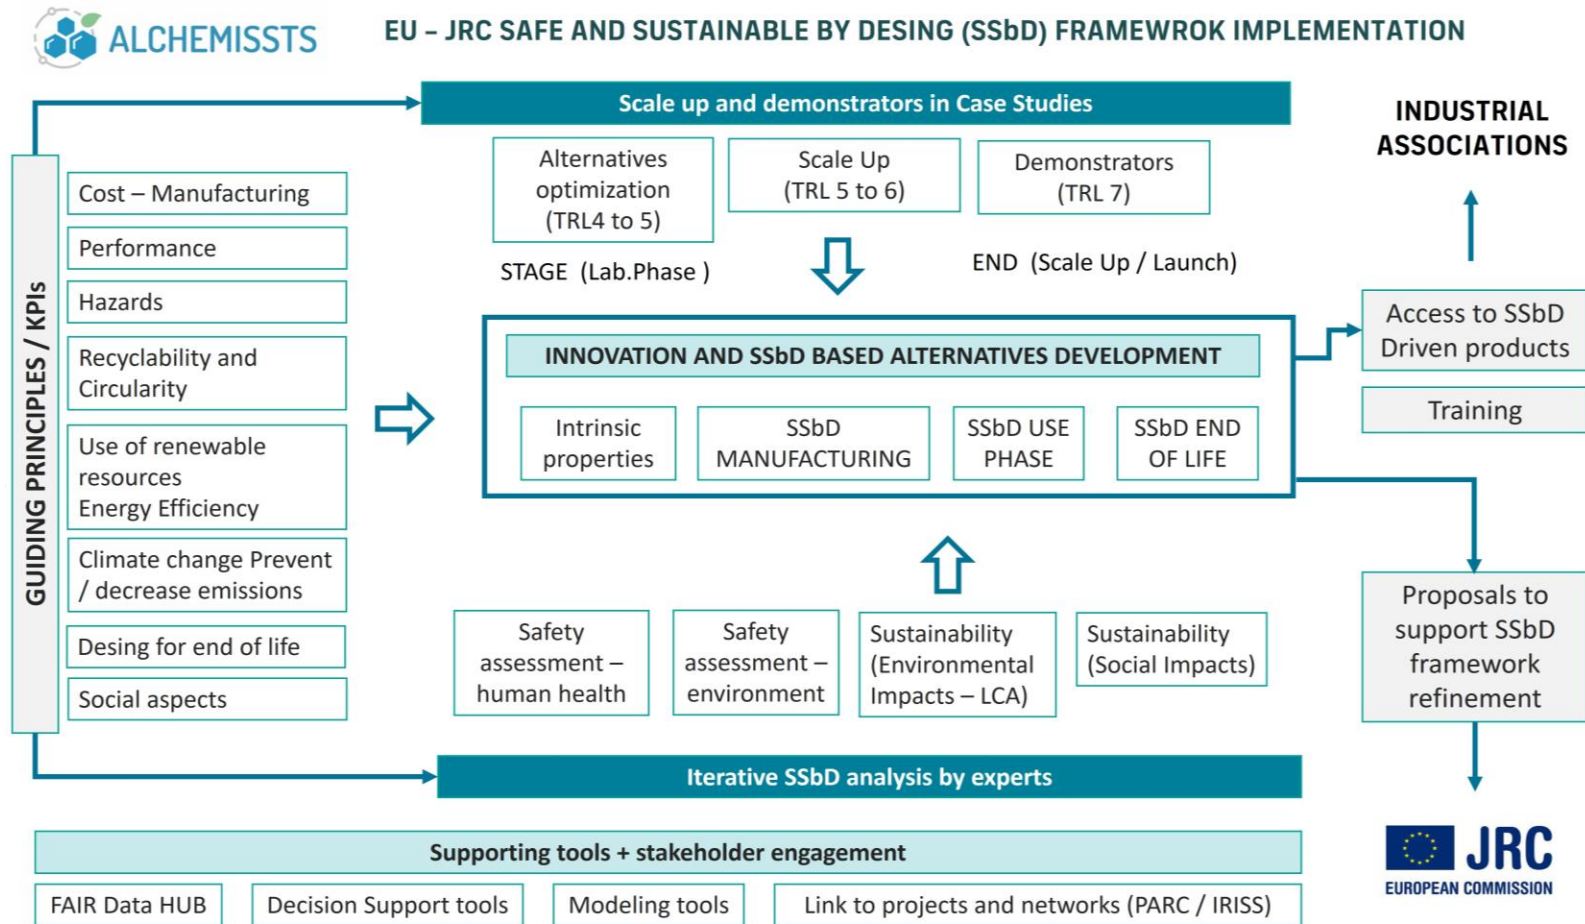 ALCHEMISSTS
EU – JRC SAFE AND SUSTAINABLE BY DESING (SSbD) FRAMEWROK IMPLEMENTATION
Scale up and demonstrators in Case Studies
INDUSTRIAL
ASSOCIATIONS
Alternatives
optimization
(TRL4 to 5)
Scale Up
(TRL 5 to 6)
Demonstrators
(TRL 7)
STAGE (Lab.Phase )
END (Scale Up / Launch)
GUIDING PRINCIPLES / KPIs
Cost – Manufacturing
Performance
Hazards
Recyclability and
Circularity
Use of renewable
resources
Energy Efficiency
Climate change Prevent
/ decrease emissions
Desing for end of life
Social aspects
INNOVATION AND SSbD BASED ALTERNATIVES DEVELOPMENT
Intrinsic
properties
SSbD
MANUFACTURING
SSbD USE
PHASE
SSbD END
OF LIFE
Access to SSbD
Driven products
Training
Safety
assessment –
human health
Safety
assessment –
environment
Sustainability
(Environmental
Impacts – LCA)
Sustainability
(Social Impacts)
Proposals to
support SSbD
framework
refinement
Iterative SSbD analysis by experts
Supporting tools + stakeholder engagement
FAIR Data HUB
Decision Support tools
Modeling tools
Link to projects and networks (PARC / IRISS)
JRC
EUROPEAN COMMISSION